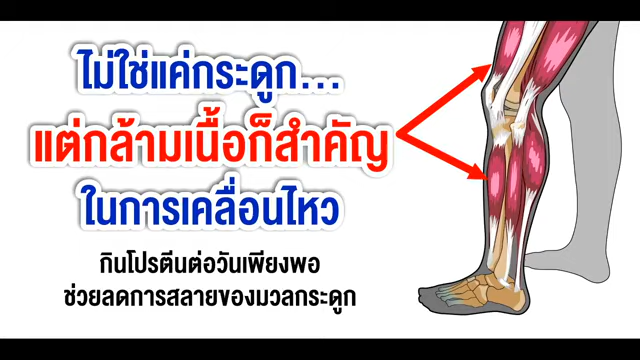 ไม่ใช่แค่กระดูก...
แต่กล้ามเนื้อก็สำคัญ
ในการเคลื่อนไหว
กินโปรตีนต่อวันเพียงพอ
ช่วยลดการสลายของมวลกระดูก